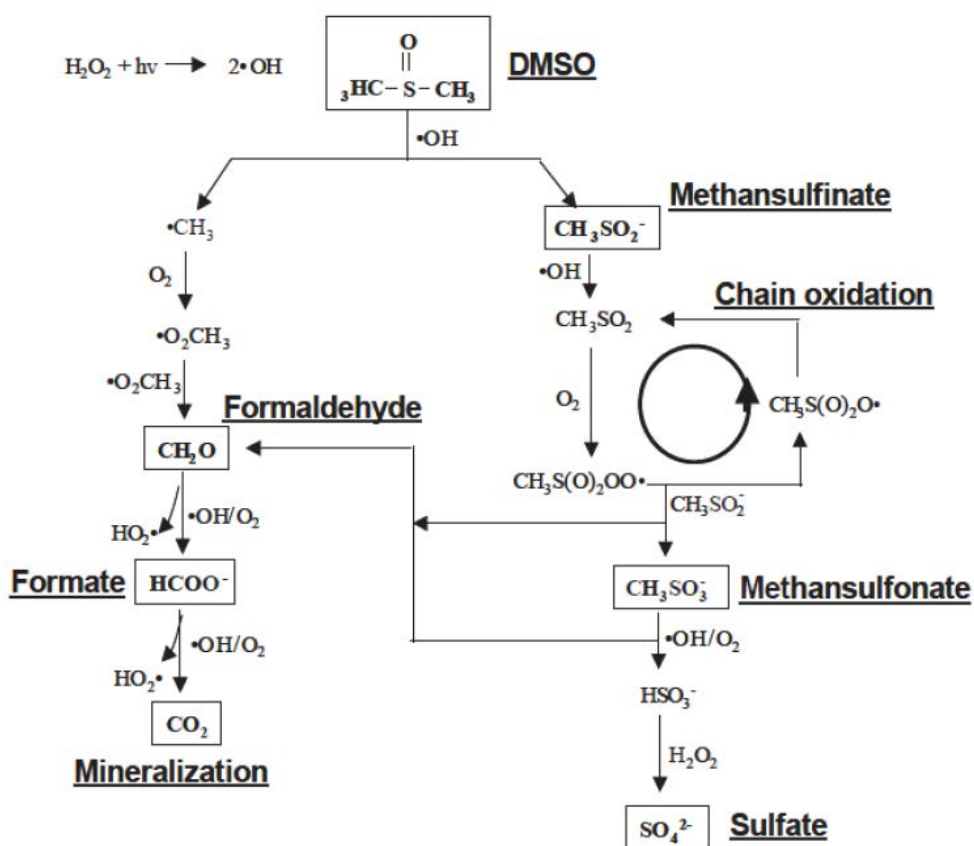 H₂O₂ + hv → 2•OH
O
||
₃HC – S – CH₃
DMSO
•OH
•CH₃
Methansulfinate
CH₃SO₂⁻
O₂
•OH
Chain oxidation
•O₂CH₃
CH₃SO₂
•O₂CH₃
O₂
CH₃S(O)₂O•
Formaldehyde
CH₂O
CH₃S(O)₂OO•
CH₃SO₂⁻
HO₂•
•OH/O₂
Formate
HCOO⁻
CH₃SO₃⁻
Methansulfonate
•OH/O₂
•OH/O₂
HO₂•
HSO₃⁻
CO₂
H₂O₂
Mineralization
SO₄²⁻
Sulfate